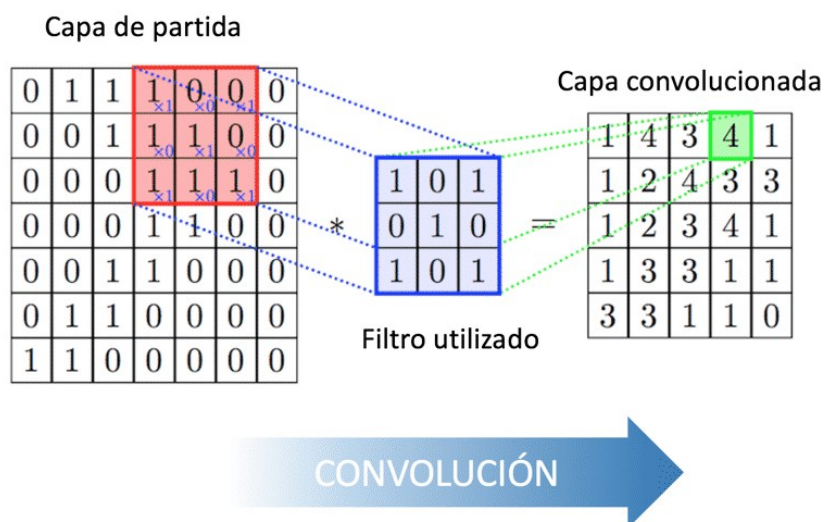 Capa de partida
Capa convolucionada
0 1 1 1×1 0×0 0×1 0
0 0 1 1×0 1×1 0×0 0
0 0 0 1×1 1×0 1×1 0
0 0 0 1 1 0 0
0 0 1 1 0 0 0
0 1 1 0 0 0 0
1 1 0 0 0 0 0
*
1 0 1
0 1 0
1 0 1
Filtro utilizado
=
1 4 3 4 1
1 2 4 3 3
1 2 3 4 1
1 3 3 1 1
3 3 1 1 0
CONVOLUCIÓN